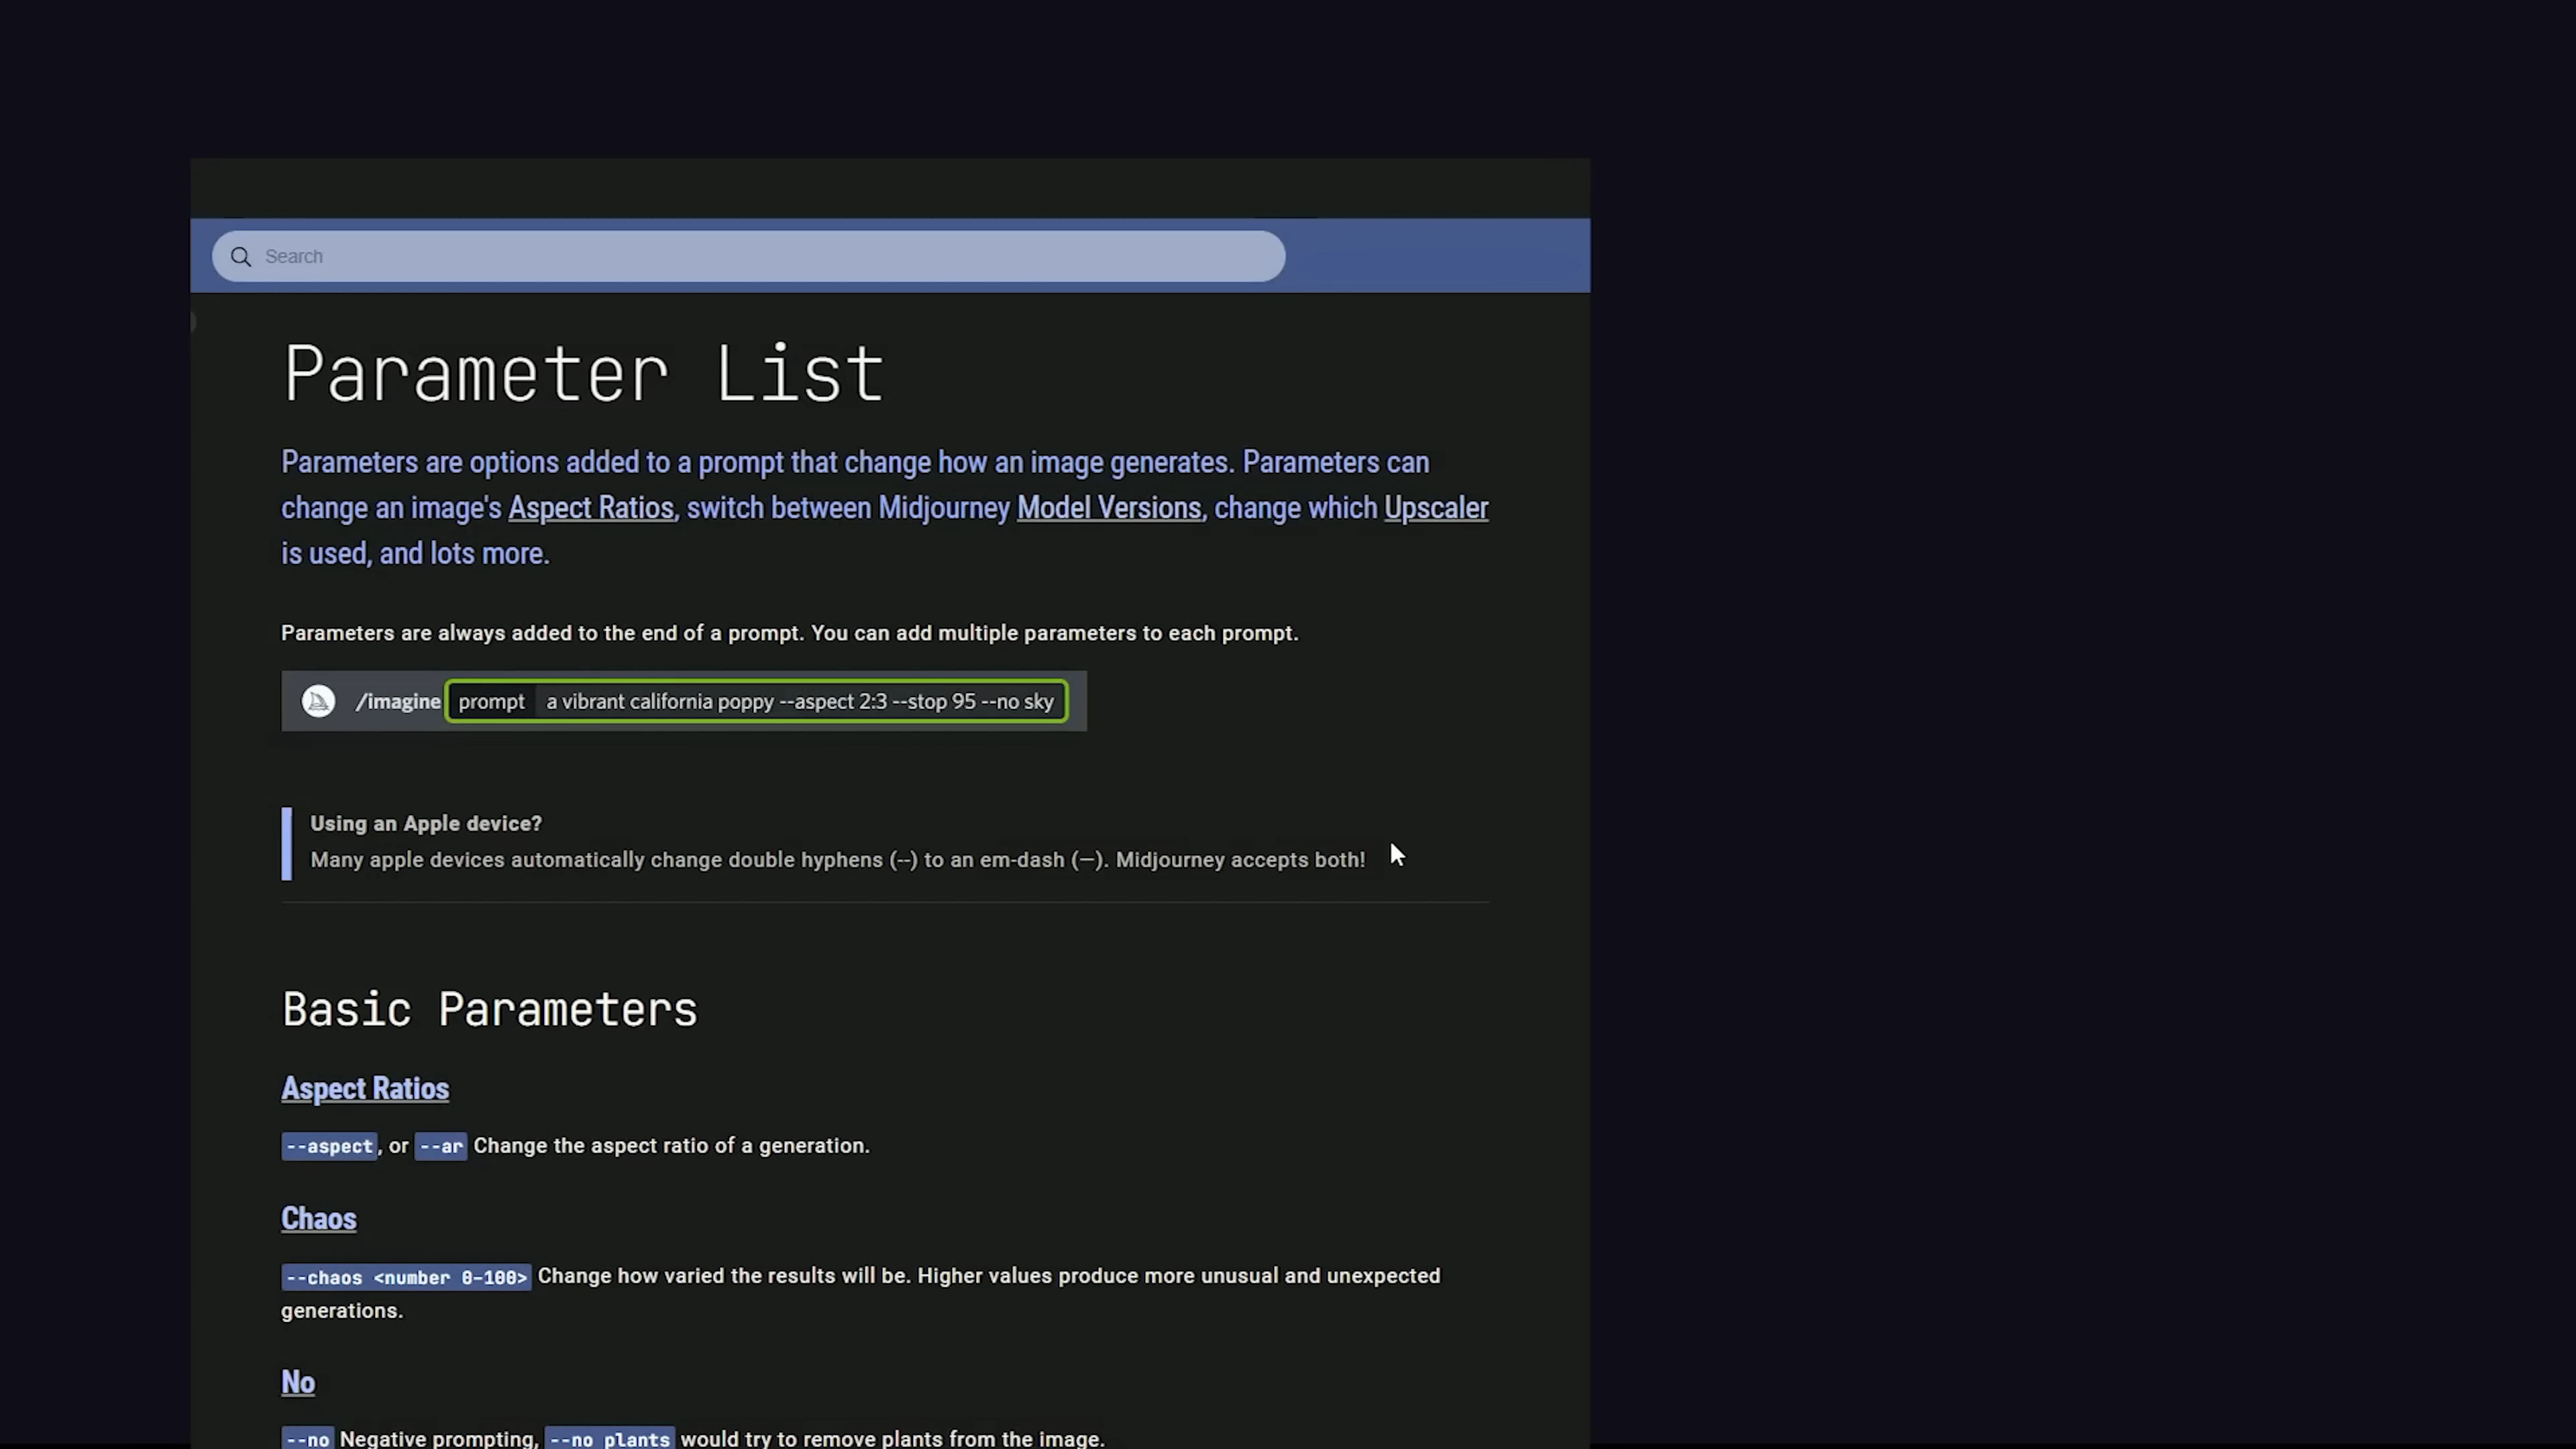 Search
Parameter List
Parameters are options added to a prompt that change how an image generates. Parameters can
change an image's Aspect Ratios, switch between Midjourney Model Versions, change which Upscaler
is used, and lots more.
Parameters are always added to the end of a prompt. You can add multiple parameters to each prompt.
/imagine prompt a vibrant california poppy --aspect 2:3 --stop 95 --no sky
Using an Apple device?
Many apple devices automatically change double hyphens (--) to an em-dash (—). Midjourney accepts both!
Basic Parameters
Aspect Ratios
--aspect, or --ar Change the aspect ratio of a generation.
Chaos
--chaos <number 0–100> Change how varied the results will be. Higher values produce more unusual and unexpected
generations.
No
--no Negative prompting, --no plants would try to remove plants from the image.